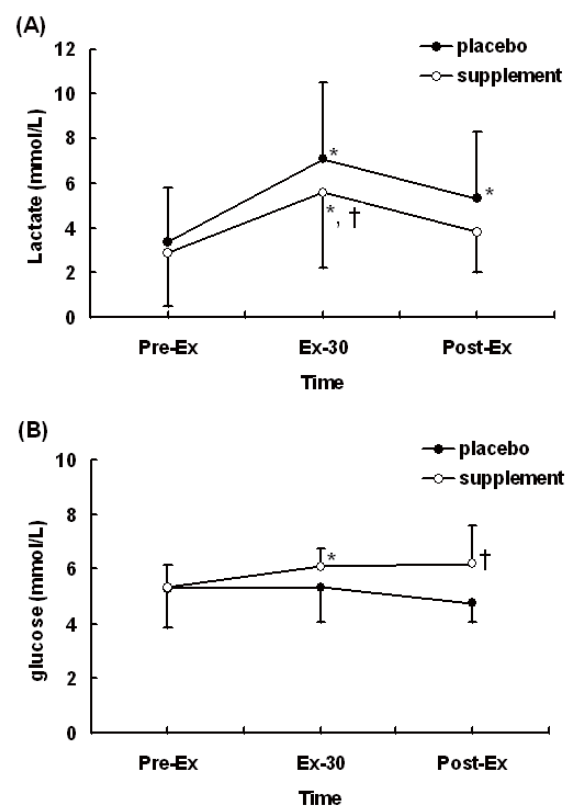 (A)
placebo
supplement
12
10
8
6
4
2
0
Lactate (mmol/L)
*
*, †
*
Pre-Ex Ex-30 Post-Ex
Time
(B)
placebo
supplement
10
8
6
4
2
0
glucose (mmol/L)
*
†
Pre-Ex Ex-30 Post-Ex
Time